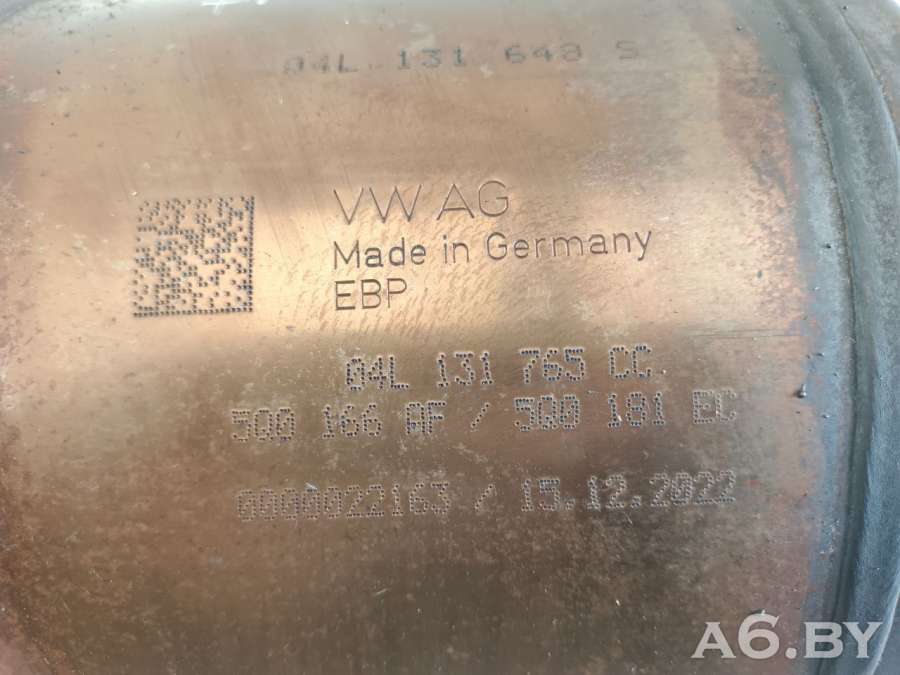 04L 131 648 S
VW AG
Made in Germany
EBP
04L 131 765 CC
5Q0 166 AF / 5Q0 181 EC
0000022163 / 15.12.2022
A6.BY